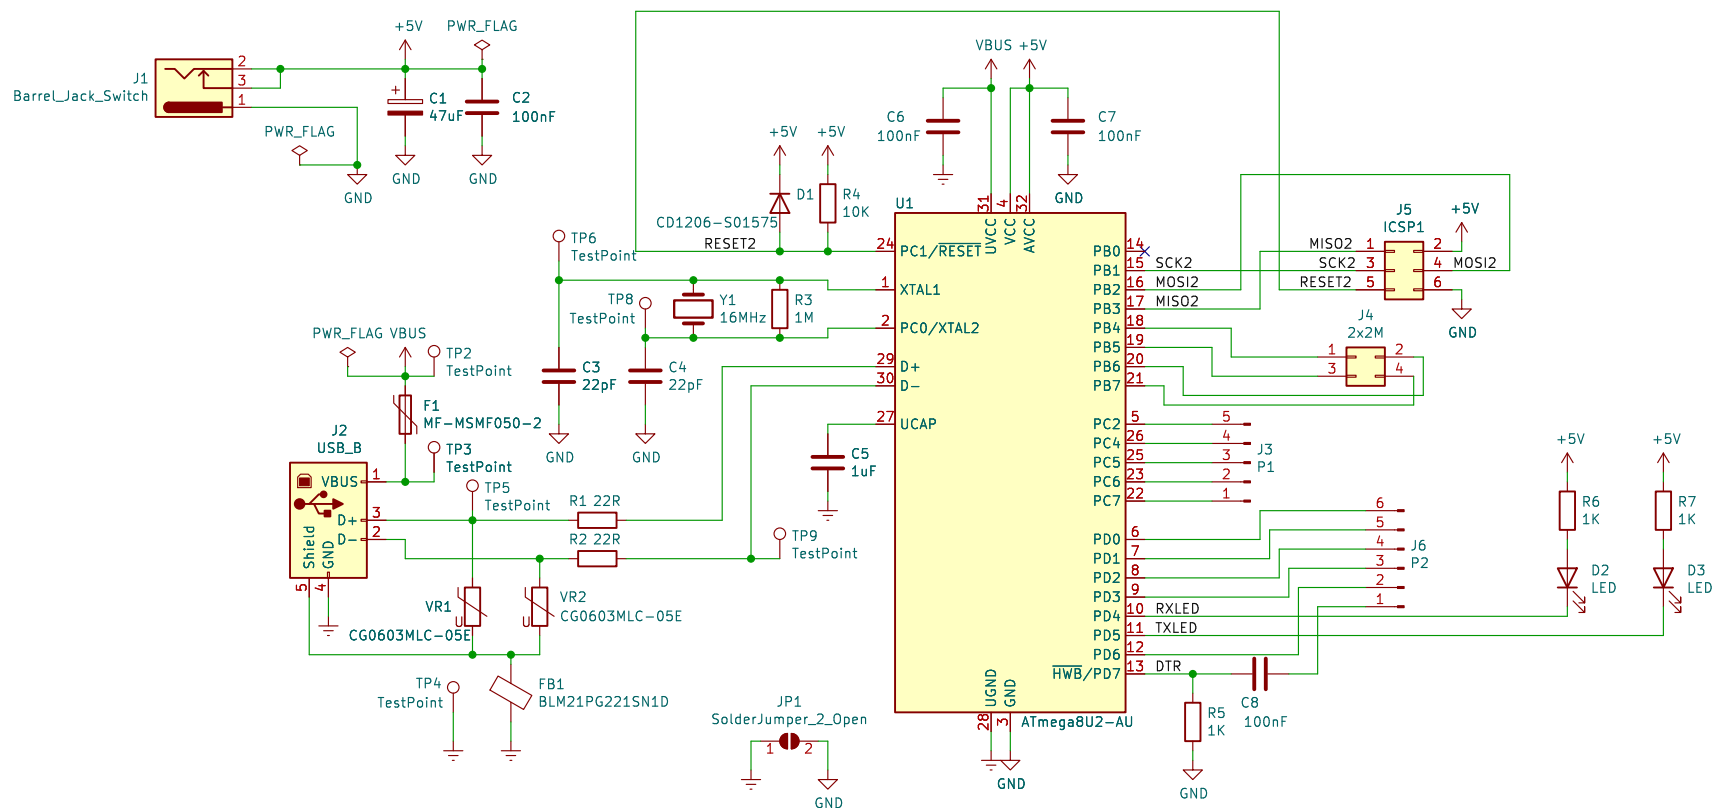 +5V
PWR_FLAG
J1
Barrel_Jack_Switch
2
3
1
+
C1
47uF
C2
100nF
PWR_FLAG
GND
GND
GND
VBUS
+5V
C6
100nF
C7
100nF
GND
+5V
+5V
D1
CD1206-S01575
R4
10K
RESET2
TP6
TestPoint
TP8
TestPoint
Y1
16MHz
R3
1M
C3
22pF
C4
22pF
GND
GND
C5
1uF
PWR_FLAG
VBUS
TP2
TestPoint
F1
MF-MSMF050-2
TP3
TestPoint
J2
USB_B
VBUS
1
D+
3
D-
2
Shield
5
GND
4
TP5
TestPoint
R1 22R
R2 22R
TP9
TestPoint
VR1
U
CG0603MLC-05E
VR2
U
CG0603MLC-05E
TP4
TestPoint
FB1
BLM21PG221SN1D
JP1
SolderJumper_2_Open
1
2
GND
U1
ATmega8U2-AU
31
4
32
UVCC
VCC
AVCC
24
PC1/RESET
1
XTAL1
2
PC0/XTAL2
29
D+
30
D-
27
UCAP
UGND
GND
28
3
GND
PB0
14
PB1
15
SCK2
PB2
16
MOSI2
PB3
17
MISO2
PB4
18
PB5
19
PB6
20
PB7
21
PC2
5
PC4
26
PC5
25
PC6
23
PC7
22
PD0
6
PD1
7
PD2
8
PD3
9
PD4
10
RXLED
PD5
11
TXLED
PD6
12
HWB/PD7
13
DTR
5
4
3
2
1
J3
P1
6
5
4
3
2
1
J6
P2
C8
100nF
R5
1K
GND
J5
ICSP1
MISO2
1
2
SCK2
3
4
MOSI2
RESET2
5
6
+5V
GND
J4
2x2M
1
2
3
4
+5V
+5V
R6
1K
R7
1K
D2
LED
D3
LED